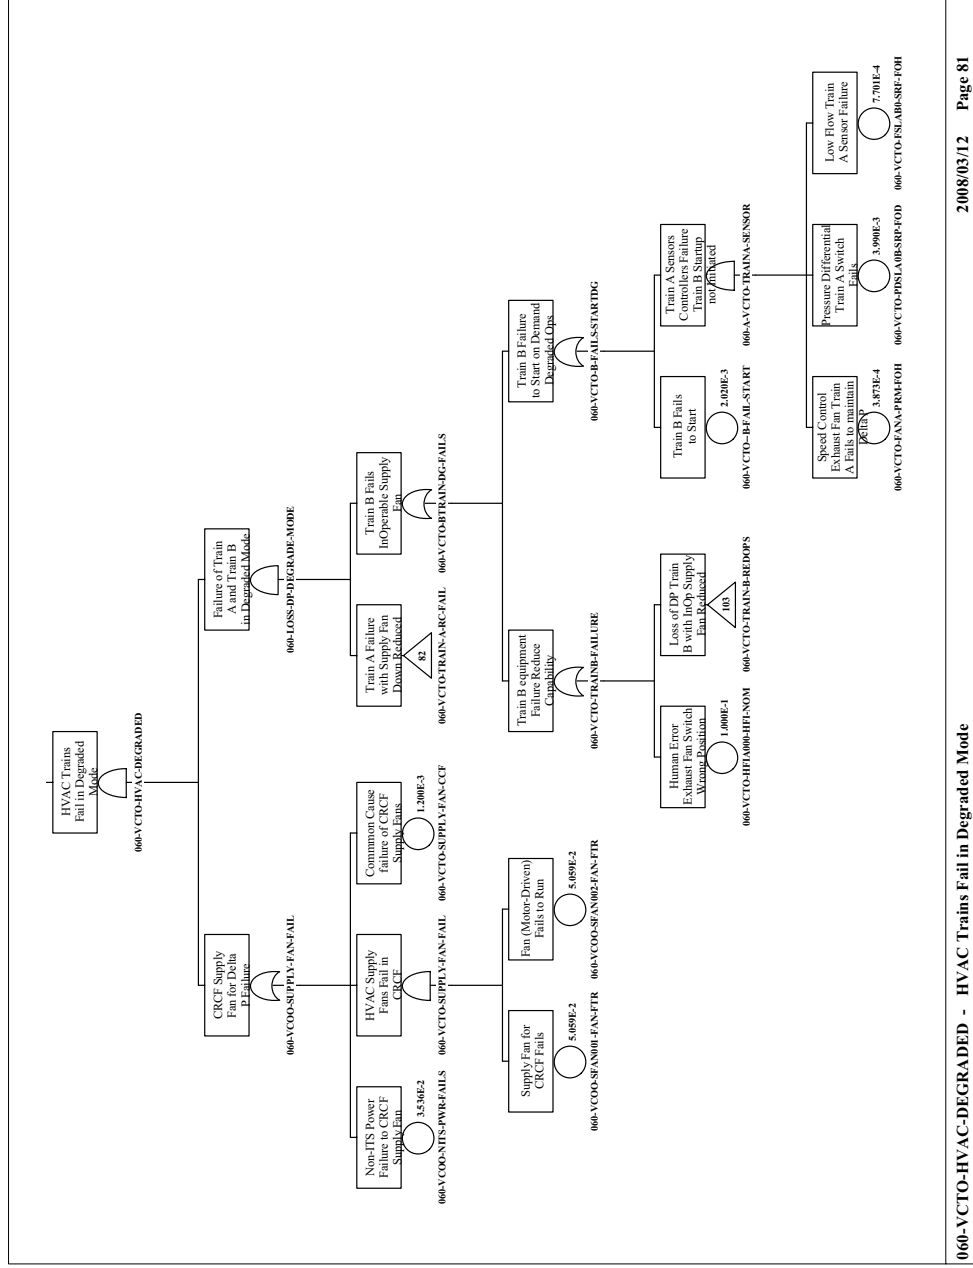 HVAC Trains
Fail in Degraded
Mode
060-VCTO-HVAC-DEGRADED
CRCF Supply
Fan for Delta
P Failure
060-VCOO-SUPPLY-FAN-FAIL
Failure of Train
A and Train B
in Degraded Mode
060-LOSS-DP-DEGRADE-MODE
Non-ITS Power
Failure to CRCF
Supply Fan
3.536E-2
060-VCOO-NITS-PWR-FAILS
HVAC Supply
Fans Fail in
CRCF
060-VCTO-SUPPLY-FAN-FAIL
Commmon Cause
failure of CRCF
Supply Fans
1.200E-3
060-VCTO-SUPPLY-FAN-CCF
Train A Failure
with Supply Fan
Down Reduced
82
060-VCTO-TRAIN-A-RC-FAIL
Train B Fails
InOperable Supply
Fan
060-VCTO-BTRAIN-DG-FAILS
Supply Fan for
CRCF Fails
5.059E-2
060-VCOO-SFAN001-FAN-FTR
Fan (Motor-Driven)
Fails to Run
5.059E-2
060-VCOO-SFAN002-FAN-FTR
Train B equipment
Failure Reduce
Capability
060-VCTO-TRAINB-FAILURE
Train B Failure
to Start on Demand
Degraded Ops
060-VCTO-B-FAILS-STARTDG
Human Error
Exhaust Fan Switch
Wrong Position
1.000E-1
060-VCTO-HFIA000-HFI-NOM
Loss of DP Train
B with InOp Supply
Fan Reduced
103
060-VCTO-TRAIN-B-REDOPS
Train B Fails
to Start
2.020E-3
060-VCTO--B-FAIL-START
Train A Sensors
Controllers Failure
Train B Startup
not Initiated
060-A-VCTO-TRAINA-SENSOR
Speed Control
Exhaust Fan Train
A Fails to maintain
Delta P
3.873E-4
060-VCTO-FANA-PRM-FOH
Pressure Differential
Train A Switch
Fails
3.990E-3
060-VCTO-PDSLA0B-SRP-FOD
Low Flow Train
A Sensor Failure
7.701E-4
060-VCTO-FSLAB0-SRF-FOH
060-VCTO-HVAC-DEGRADED - HVAC Trains Fail in Degraded Mode
2008/03/12 Page 81